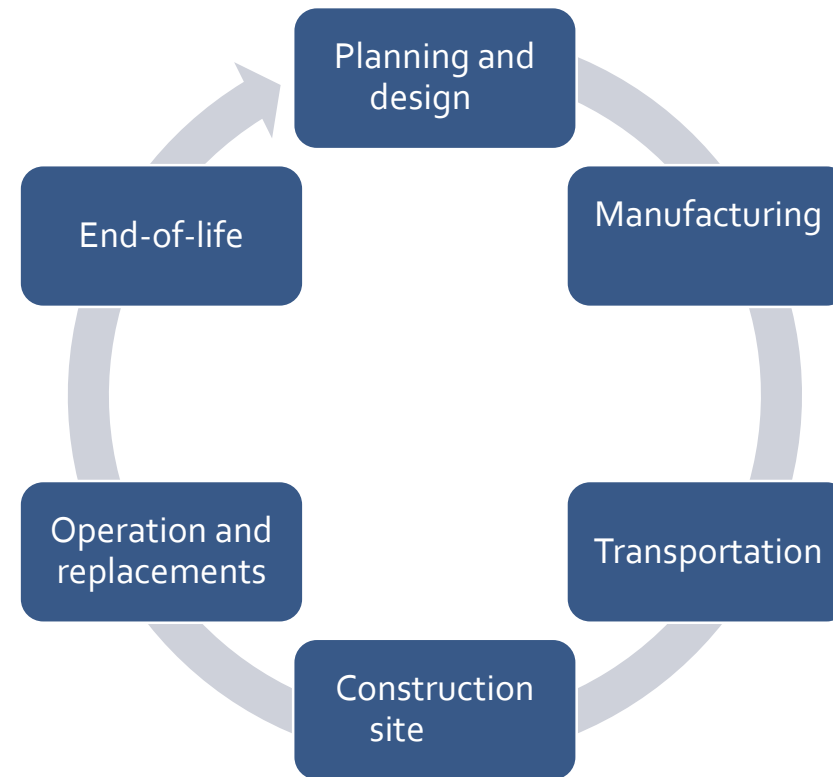 Planning and
design
Manufacturing
Transportation
Construction
site
Operation and
replacements
End-of-life